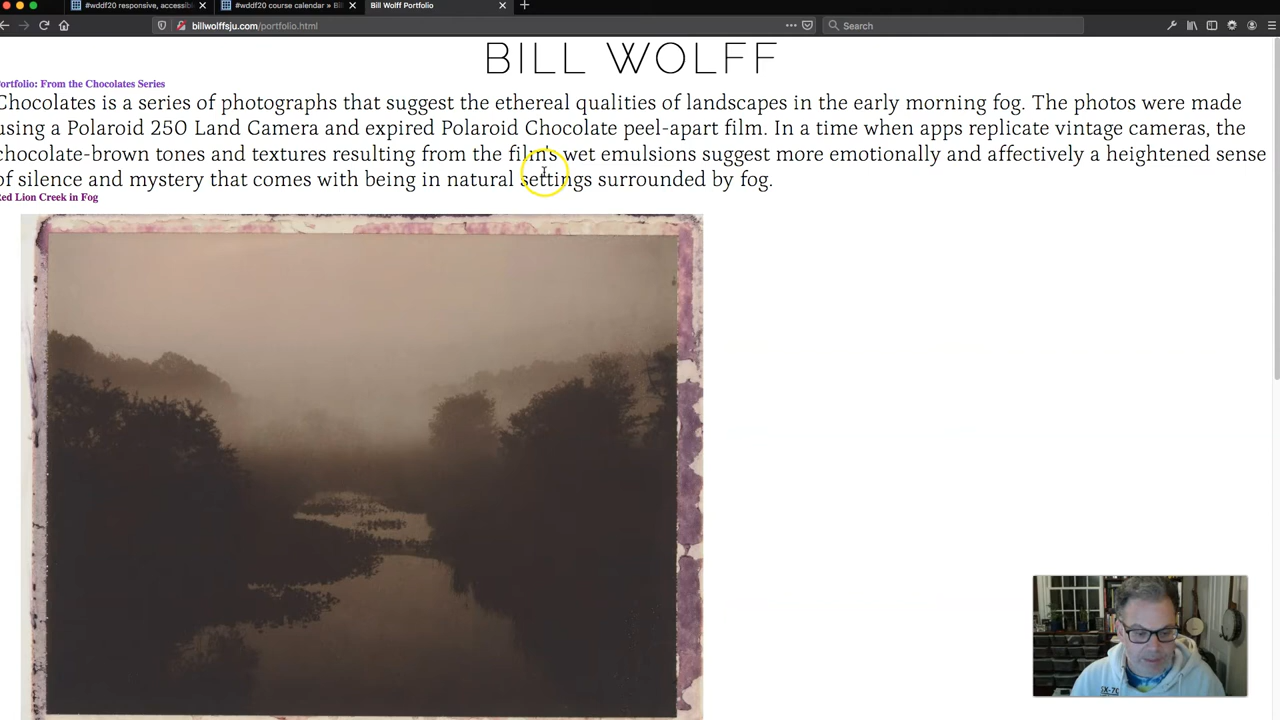 #wddf20 responsive, accessibl
#wddf20 course calendar » Bil
Bill Wolff Portfolio
billwolffsju.com/portfolio.html
Search
BILL WOLFF
ortfolio: From the Chocolates Series
Chocolates is a series of photographs that suggest the ethereal qualities of landscapes in the early morning fog. The photos were made
using a Polaroid 250 Land Camera and expired Polaroid Chocolate peel-apart film. In a time when apps replicate vintage cameras, the
chocolate-brown tones and textures resulting from the film's wet emulsions suggest more emotionally and affectively a heightened sense
of silence and mystery that comes with being in natural settings surrounded by fog.
Red Lion Creek in Fog